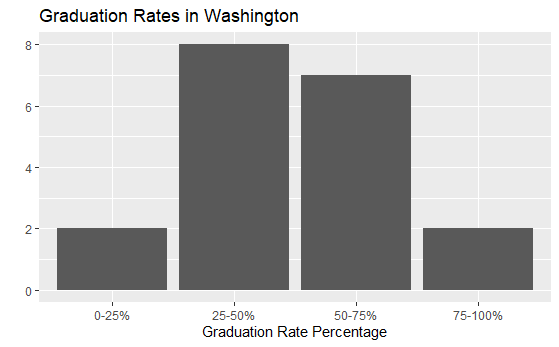 Graduation Rates in Washington
8
6
4
2
0
0-25% 25-50% 50-75% 75-100%
Graduation Rate Percentage